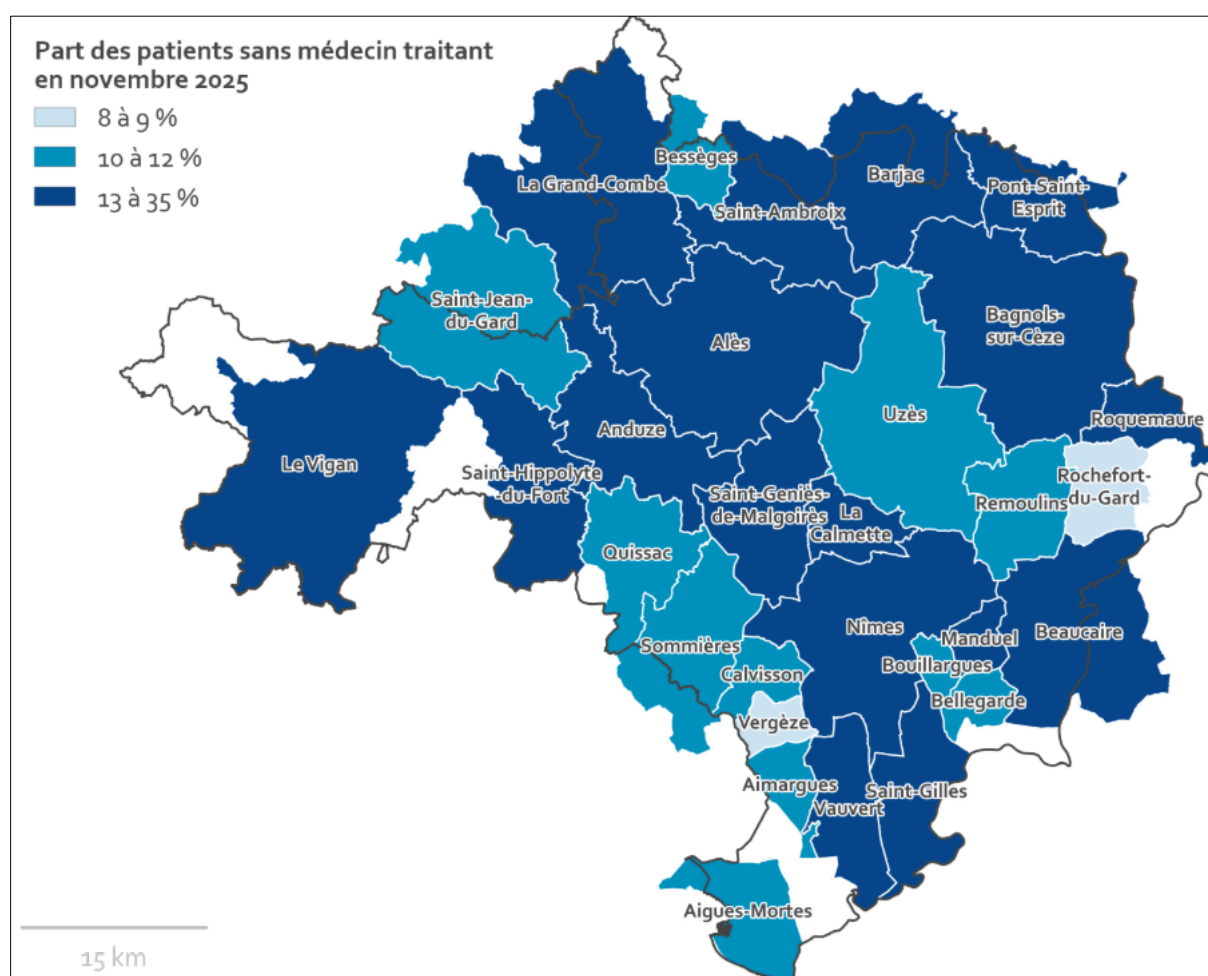 Part des patients sans médecin traitant
en novembre 2025
8 à 9 %
10 à 12 %
13 à 35 %
Bessèges
La Grand-Combe
Barjac
Pont-Saint-
Esprit
Saint-Ambroix
Saint-Jean-
du-Gard
Alès
Bagnols-
sur-Cèze
Uzès
Roquemaure
Anduze
Le Vigan
Saint-Hippolyte
du-Fort
Saint-Geniès-
de-Malgoirès
La
Calmette
Remoulins
Rochefort-
du-Gard
Quissac
Nîmes
Sommières
Manduel
Beaucaire
Bouillargues
Calvisson
Bellegarde
Vergèze
Aimargues
Vauvert
Saint-Gilles
Aigues-Mortes
15 km